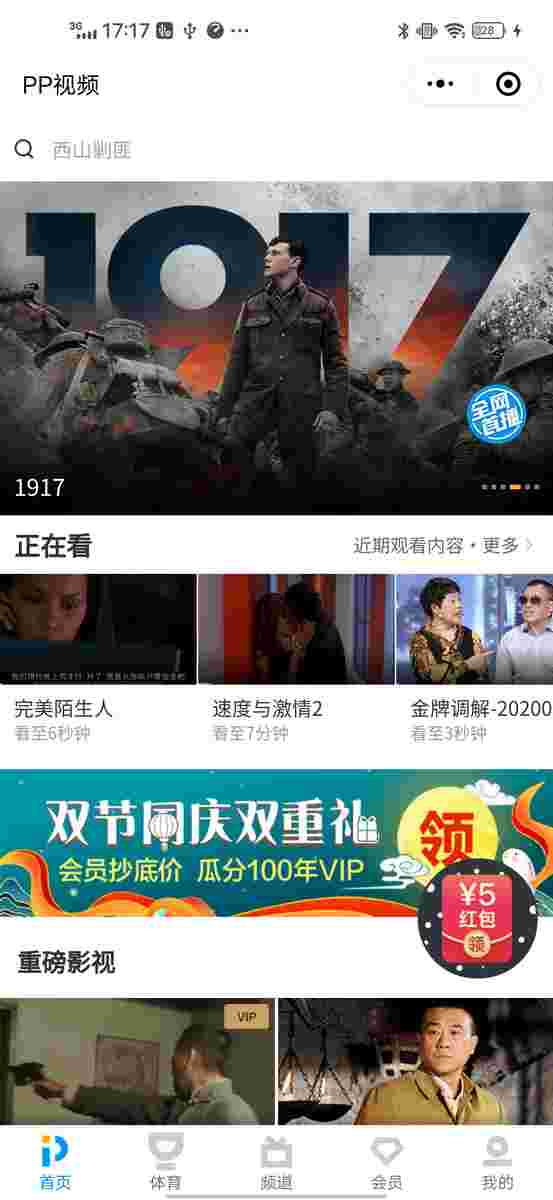 3G 17:17 28
PP视频
西山剿匪
1917
全网
首播
1917
正在看
近期观看内容·更多
完美陌生人
看至6秒钟
速度与激情2
看至7分钟
金牌调解-20200
看至3秒钟
双节同庆双重礼
会员抄底价 瓜分100年VIP
领
¥5
红包
领
重磅影视
VIP
首页
体育
频道
会员
我的